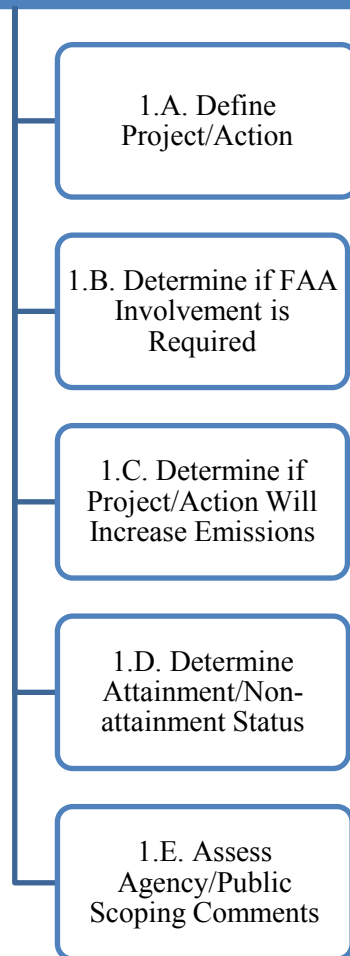 1.A. Define
Project/Action
1.B. Determine if FAA
Involvement is
Required
1.C. Determine if
Project/Action Will
Increase Emissions
1.D. Determine
Attainment/Non-
attainment Status
1.E. Assess
Agency/Public
Scoping Comments